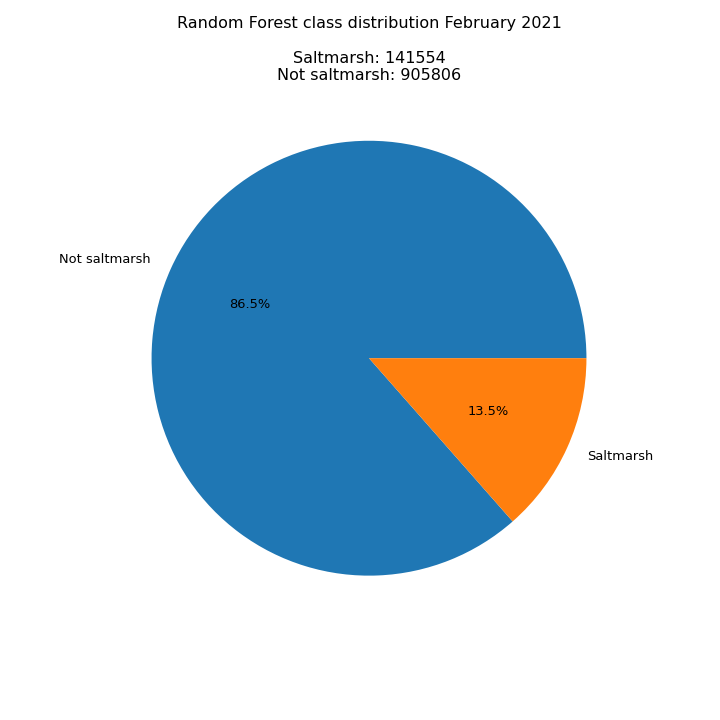 Random Forest class distribution February 2021
Saltmarsh: 141554
Not saltmarsh: 905806
Not saltmarsh
86.5%
13.5%
Saltmarsh